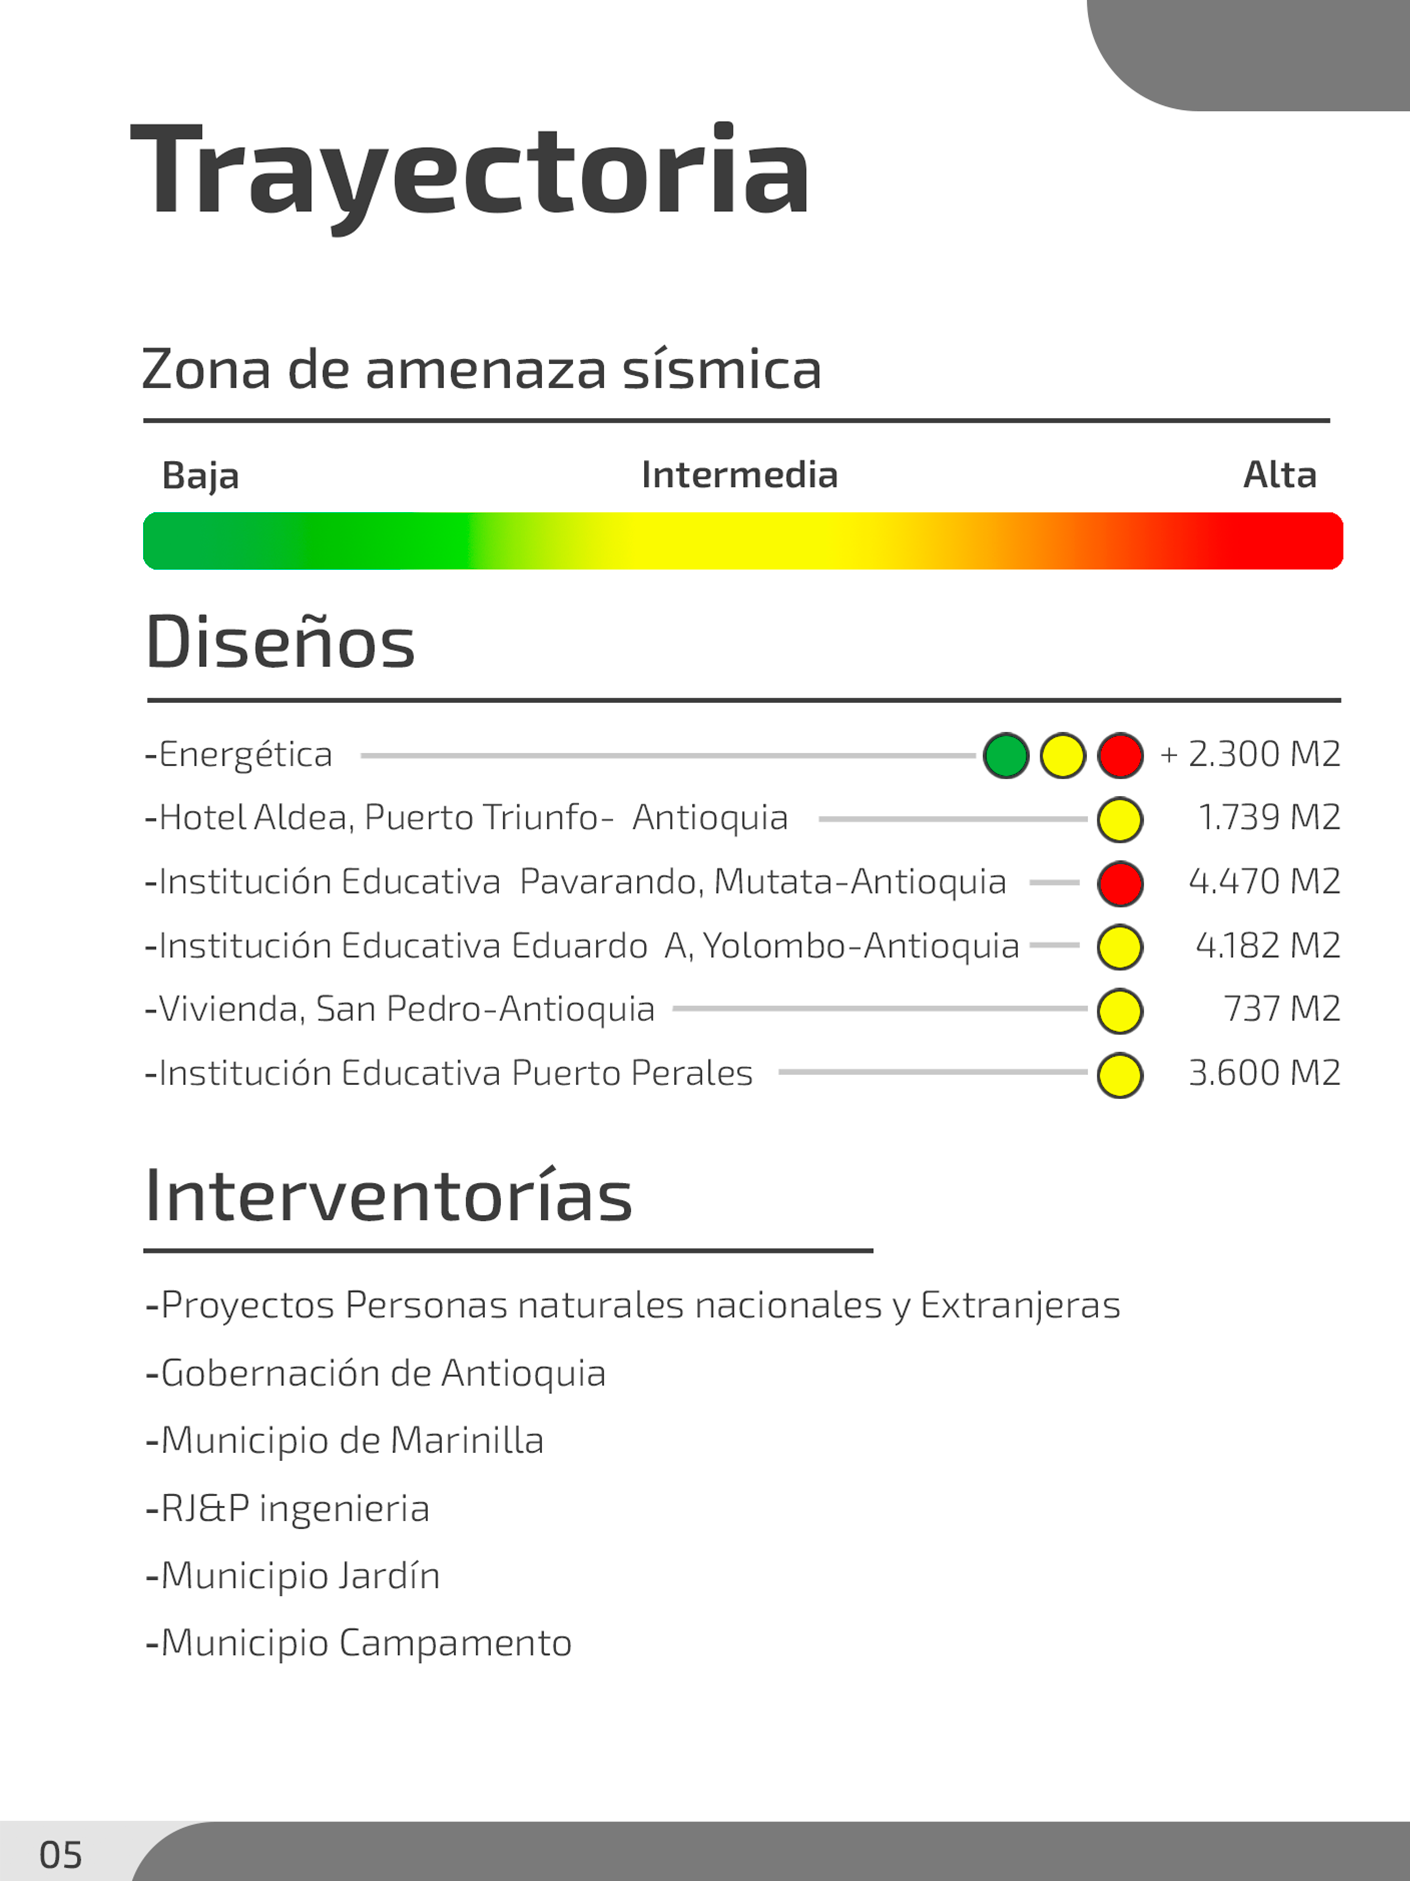 Trayectoria
Zona de amenaza sísmica
Baja Intermedia Alta
Diseños
-Energética + 2.300 M2
-Hotel Aldea, Puerto Triunfo- Antioquia 1.739 M2
-Institución Educativa Pavarando, Mutata-Antioquia 4.470 M2
-Institución Educativa Eduardo A, Yolombo-Antioquia 4.182 M2
-Vivienda, San Pedro-Antioquia 737 M2
-Institución Educativa Puerto Perales 3.600 M2
Interventorías
-Proyectos Personas naturales nacionales y Extranjeras
-Gobernación de Antioquia
-Municipio de Marinilla
-RJ&P ingenieria
-Municipio Jardín
-Municipio Campamento
05